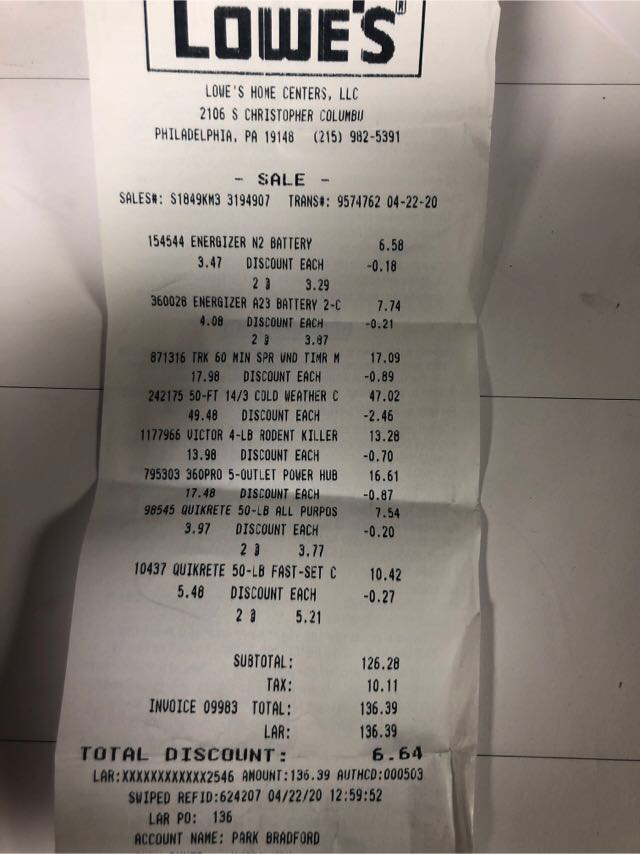 LOWE'S
LOWE'S HOME CENTERS, LLC
2106 S CHRISTOPHER COLUMBU
PHILADELPHIA, PA 19148 (215) 982-5391
- SALE -
SALES#: S1849KM3 3194907 TRANS#: 9574762 04-22-20
154544 ENERGIZER N2 BATTERY 6.58
3.47 DISCOUNT EACH -0.18
2 @ 3.29
360028 ENERGIZER A23 BATTERY 2-C 7.74
4.08 DISCOUNT EACH -0.21
2 @ 3.87
871316 TRK 60 MIN SPR WND TIMR M 17.09
17.98 DISCOUNT EACH -0.89
242175 50-FT 14/3 COLD WEATHER C 47.02
49.48 DISCOUNT EACH -2.46
1177966 VICTOR 4-LB RODENT KILLER 13.28
13.98 DISCOUNT EACH -0.70
795303 360PRO 5-OUTLET POWER HUB 16.61
17.48 DISCOUNT EACH -0.87
98545 QUIKRETE 50-LB ALL PURPOS 7.54
3.97 DISCOUNT EACH -0.20
2 @ 3.77
10437 QUIKRETE 50-LB FAST-SET C 10.42
5.48 DISCOUNT EACH -0.27
2 @ 5.21
SUBTOTAL: 126.28
TAX: 10.11
INVOICE 09983 TOTAL: 136.39
LAR: 136.39
TOTAL DISCOUNT: 6.64
LAR:XXXXXXXXXXXX2546 AMOUNT:136.39 AUTHCD:000503
SWIPED REFID:624207 04/22/20 12:59:52
LAR PO: 136
ACCOUNT NAME: PARK BRADFORD